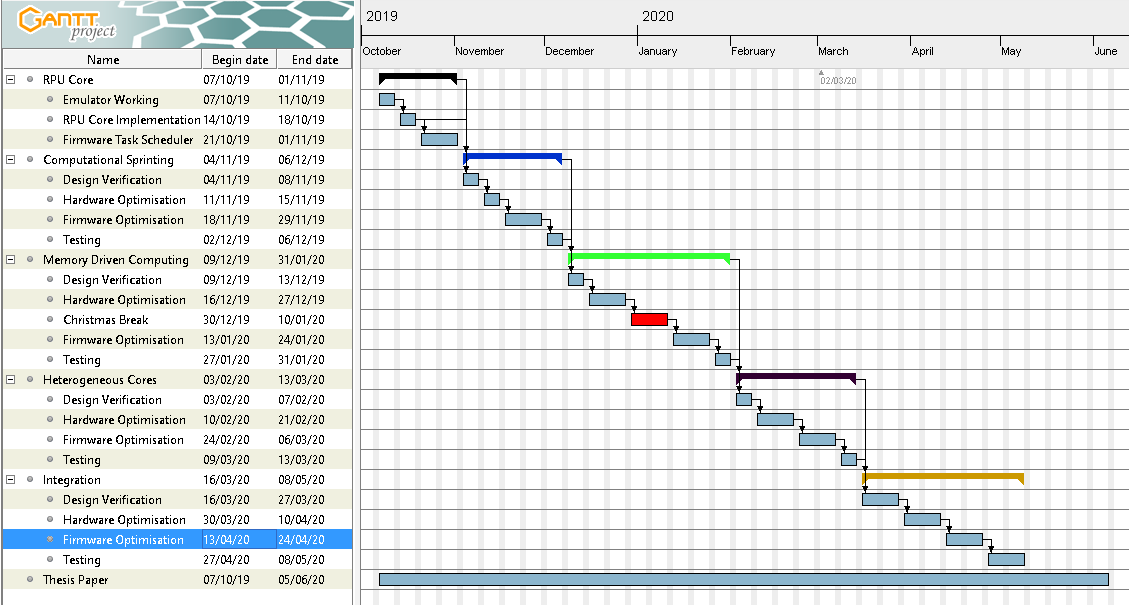 GANTT project
2019 2020
October November December January February March April May June
Name Begin date End date
02/03/20
RPU Core 07/10/19 01/11/19
Emulator Working 07/10/19 11/10/19
RPU Core Implementation 14/10/19 18/10/19
Firmware Task Scheduler 21/10/19 01/11/19
Computational Sprinting 04/11/19 06/12/19
Design Verification 04/11/19 08/11/19
Hardware Optimisation 11/11/19 15/11/19
Firmware Optimisation 18/11/19 29/11/19
Testing 02/12/19 06/12/19
Memory Driven Computing 09/12/19 31/01/20
Design Verification 09/12/19 13/12/19
Hardware Optimisation 16/12/19 27/12/19
Christmas Break 30/12/19 10/01/20
Firmware Optimisation 13/01/20 24/01/20
Testing 27/01/20 31/01/20
Heterogeneous Cores 03/02/20 13/03/20
Design Verification 03/02/20 07/02/20
Hardware Optimisation 10/02/20 21/02/20
Firmware Optimisation 24/02/20 06/03/20
Testing 09/03/20 13/03/20
Integration 16/03/20 08/05/20
Design Verification 16/03/20 27/03/20
Hardware Optimisation 30/03/20 10/04/20
Firmware Optimisation 13/04/20 24/04/20
Testing 27/04/20 08/05/20
Thesis Paper 07/10/19 05/06/20